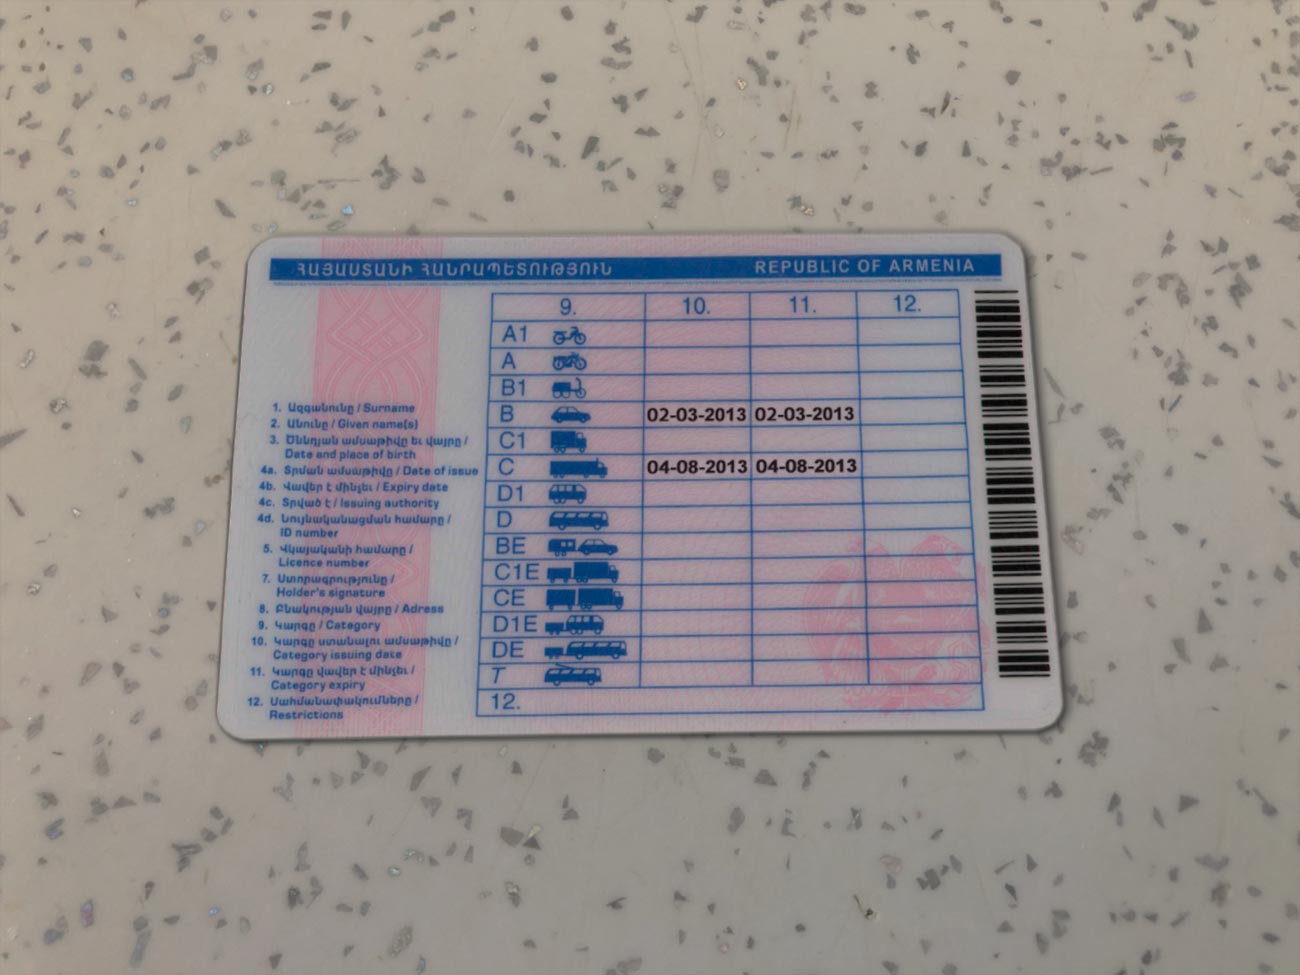 ՀԱՅԱՍՏԱՆԻ ՀԱՆՐԱՊԵՏՈՒԹՅՈՒՆ REPUBLIC OF ARMENIA
9. 10. 11. 12.
A1
A
B1
B 02-03-2013 02-03-2013
C1
C 04-08-2013 04-08-2013
D1
D
BE
C1E
CE
D1E
DE
T
12.
1. Ազգանունը / Surname
2. Անունը / Given name(s)
3. Ծննդյան ամսաթիվը եւ վայրը /
Date and place of birth
4a. Տրման ամսաթիվը / Date of issue
4b. Վավեր է մինչեւ / Expiry date
4c. Տրված է / Issuing authority
4d. Նույնականացման համարը /
ID number
5. Վկայականի համարը /
Licence number
7. Ստորագրությունը /
Holder's signature
8. Բնակության վայրը / Adress
9. Կարգը / Category
10. Կարգը ստանալու ամսաթիվը /
Category issuing date
11. Կարգը վավեր է մինչեւ /
Category expiry
12. Սահմանափակումները /
Restrictions